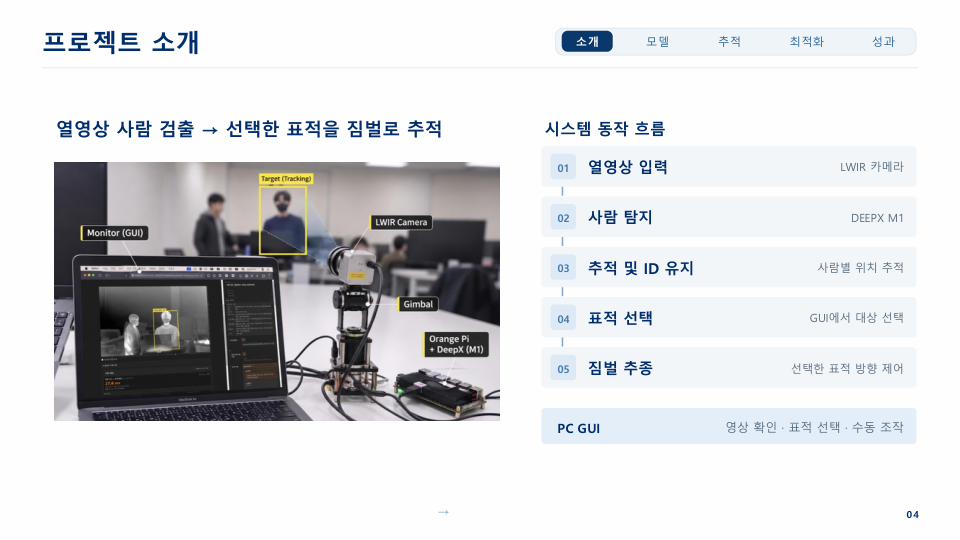 프로젝트 소개
소개 모델 추적 최적화 성과
열영상 사람 검출 → 선택한 표적을 짐벌로 추적
Target (Tracking)
LWIR Camera
Monitor (GUI)
Gimbal
Orange Pi
+ DeepX (M1)
시스템 동작 흐름
01 열영상 입력 LWIR 카메라
02 사람 탐지 DEEPX M1
03 추적 및 ID 유지 사람별 위치 추적
04 표적 선택 GUI에서 대상 선택
05 짐벌 추종 선택한 표적 방향 제어
PC GUI 영상 확인 · 표적 선택 · 수동 조작
→
04